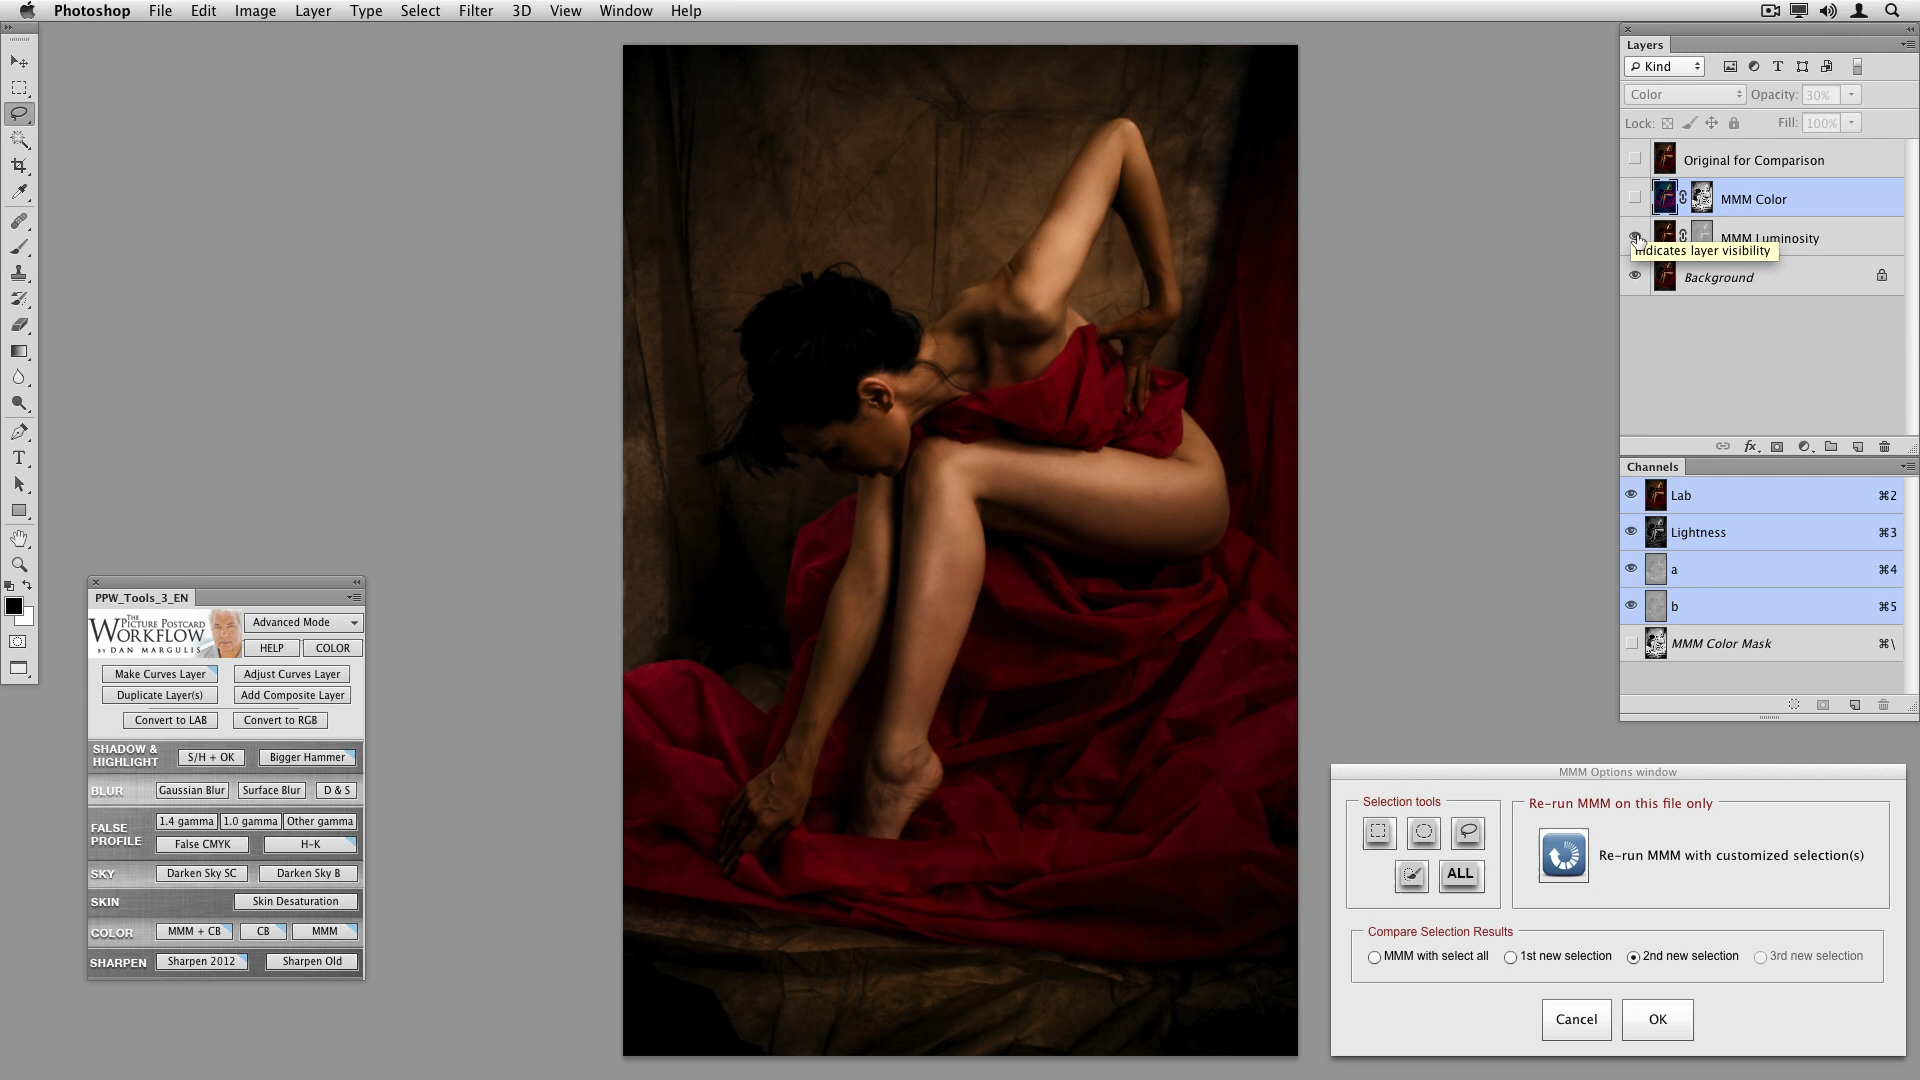 Photoshop File Edit Image Layer Type Select Filter 3D View Window Help
Layers
Kind
Color Opacity: 30%
Lock: Fill: 100%
Original for Comparison
MMM Color
MMM Luminosity
Indicates layer visibility
Background
fx
Channels
Lab ⌘2
Lightness ⌘3
a ⌘4
b ⌘5
MMM Color Mask ⌘\
PPW_Tools_3_EN
THE
PICTURE POSTCARD
WORKFLOW
BY DAN MARGULIS
Advanced Mode
HELP COLOR
Make Curves Layer Adjust Curves Layer
Duplicate Layer(s) Add Composite Layer
Convert to LAB Convert to RGB
SHADOW &
HIGHLIGHT
S/H + OK Bigger Hammer
BLUR Gaussian Blur Surface Blur D & S
FALSE
PROFILE
1.4 gamma 1.0 gamma Other gamma
False CMYK H-K
SKY Darken Sky SC Darken Sky B
SKIN Skin Desaturation
COLOR MMM + CB CB MMM
SHARPEN Sharpen 2012 Sharpen Old
MMM Options window
Selection tools
ALL
Re-run MMM on this file only
Re-run MMM with customized selection(s)
Compare Selection Results
MMM with select all 1st new selection 2nd new selection 3rd new selection
Cancel OK